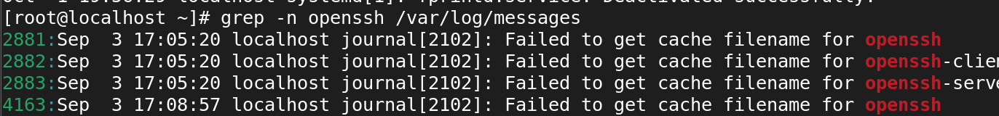 [root@localhost ~]# grep -n openssh /var/log/messages
2881:Sep  3 17:05:20 localhost journal[2102]: Failed to get cache filename for openssh
2882:Sep  3 17:05:20 localhost journal[2102]: Failed to get cache filename for openssh-clie
2883:Sep  3 17:05:20 localhost journal[2102]: Failed to get cache filename for openssh-serve
4163:Sep  3 17:08:57 localhost journal[2102]: Failed to get cache filename for openssh